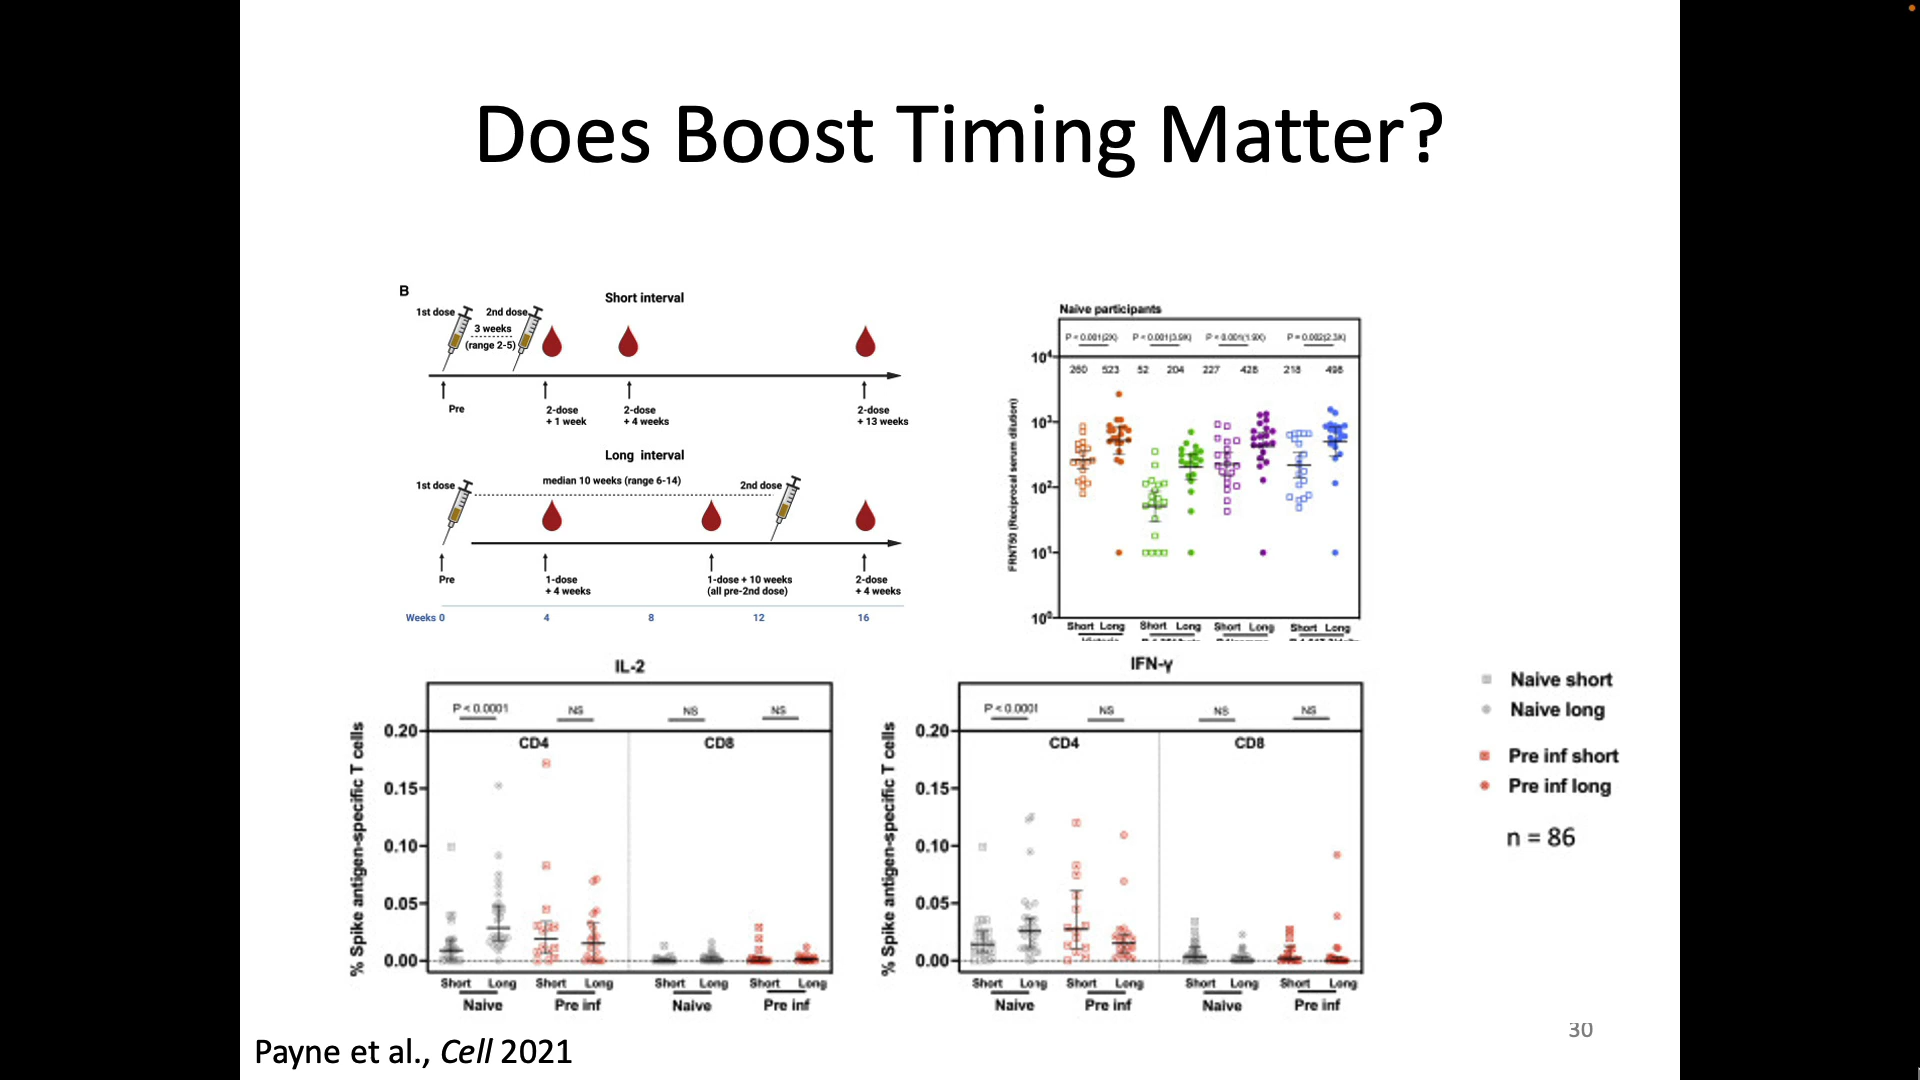 Does Boost Timing Matter?
B
Short interval
1st dose
2nd dose
3 weeks
(range 2-5)
Pre
2-dose
+ 1 week
2-dose
+ 4 weeks
2-dose
+ 13 weeks
Long interval
1st dose
median 10 weeks (range 6-14)
2nd dose
Pre
1-dose
+ 4 weeks
1-dose + 10 weeks
(all pre-2nd dose)
2-dose
+ 4 weeks
Weeks 0 4 8 12 16
Naive participants
P < 0.001(2X) P < 0.001(3.9X) P < 0.001(1.9X) P = 0.002(2.3X)
260 523 52 204 227 428 218 498
FRNT50 (Reciprocal serum dilution)
10⁴
10³
10²
10¹
10⁰
Short Long Short Long Short Long Short Long
IL-2
P < 0.0001 NS NS NS
CD4 CD8
% Spike antigen-specific T cells
0.20
0.15
0.10
0.05
0.00
Short Long Short Long Short Long Short Long
Naive Pre inf Naive Pre inf
IFN-γ
P < 0.0001 NS NS NS
CD4 CD8
% Spike antigen-specific T cells
0.20
0.15
0.10
0.05
0.00
Short Long Short Long Short Long Short Long
Naive Pre inf Naive Pre inf
Naive short
Naive long
Pre inf short
Pre inf long
n = 86
Payne et al., Cell 2021
30